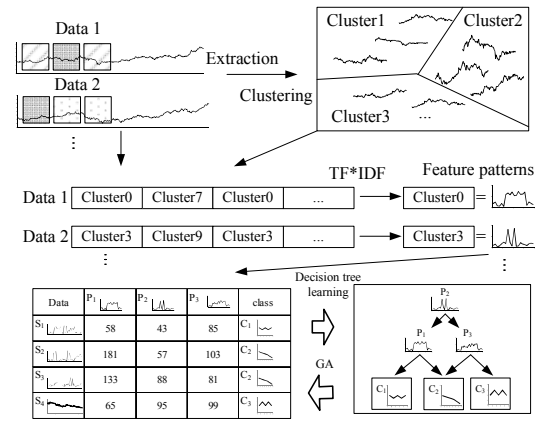 Data 1
Extraction
Clustering
Cluster1
Cluster2
Cluster3
...
Data 2
⋮
TF*IDF
Feature patterns
Data 1 Cluster0 Cluster7 Cluster0 ... Cluster0 =
Data 2 Cluster3 Cluster9 Cluster3 ... Cluster3 =
⋮ ⋮
Decision tree
learning
GA
Data P1 P2 P3 class
S1 58 43 85 C1
S2 181 57 103 C2
S3 133 88 81 C2
S4 65 95 99 C3
P2
P1 P3
C1 C2 C3